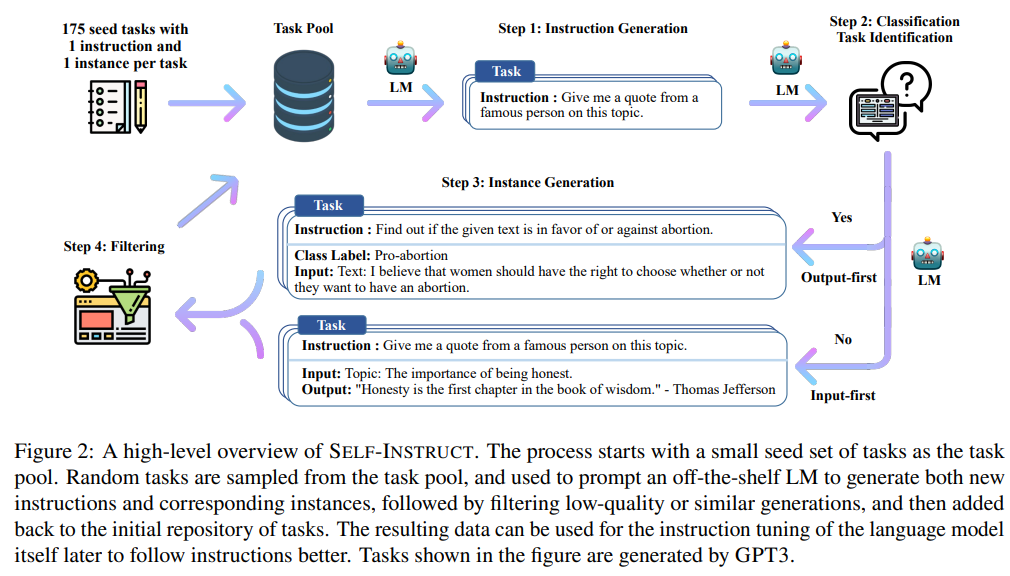 175 seed tasks with
1 instruction and
1 instance per task
Task Pool
LM
Step 1: Instruction Generation
Task
Instruction : Give me a quote from a
famous person on this topic.
LM
Step 2: Classification
Task Identification
?
Step 3: Instance Generation
Task
Instruction : Find out if the given text is in favor of or against abortion.
Class Label: Pro-abortion
Input: Text: I believe that women should have the right to choose whether or not
they want to have an abortion.
Yes
Output-first
LM
Task
Instruction : Give me a quote from a famous person on this topic.
Input: Topic: The importance of being honest.
Output: "Honesty is the first chapter in the book of wisdom." - Thomas Jefferson
No
Input-first
Step 4: Filtering
Figure 2: A high-level overview of SELF-INSTRUCT. The process starts with a small seed set of tasks as the task
pool. Random tasks are sampled from the task pool, and used to prompt an off-the-shelf LM to generate both new
instructions and corresponding instances, followed by filtering low-quality or similar generations, and then added
back to the initial repository of tasks. The resulting data can be used for the instruction tuning of the language model
itself later to follow instructions better. Tasks shown in the figure are generated by GPT3.